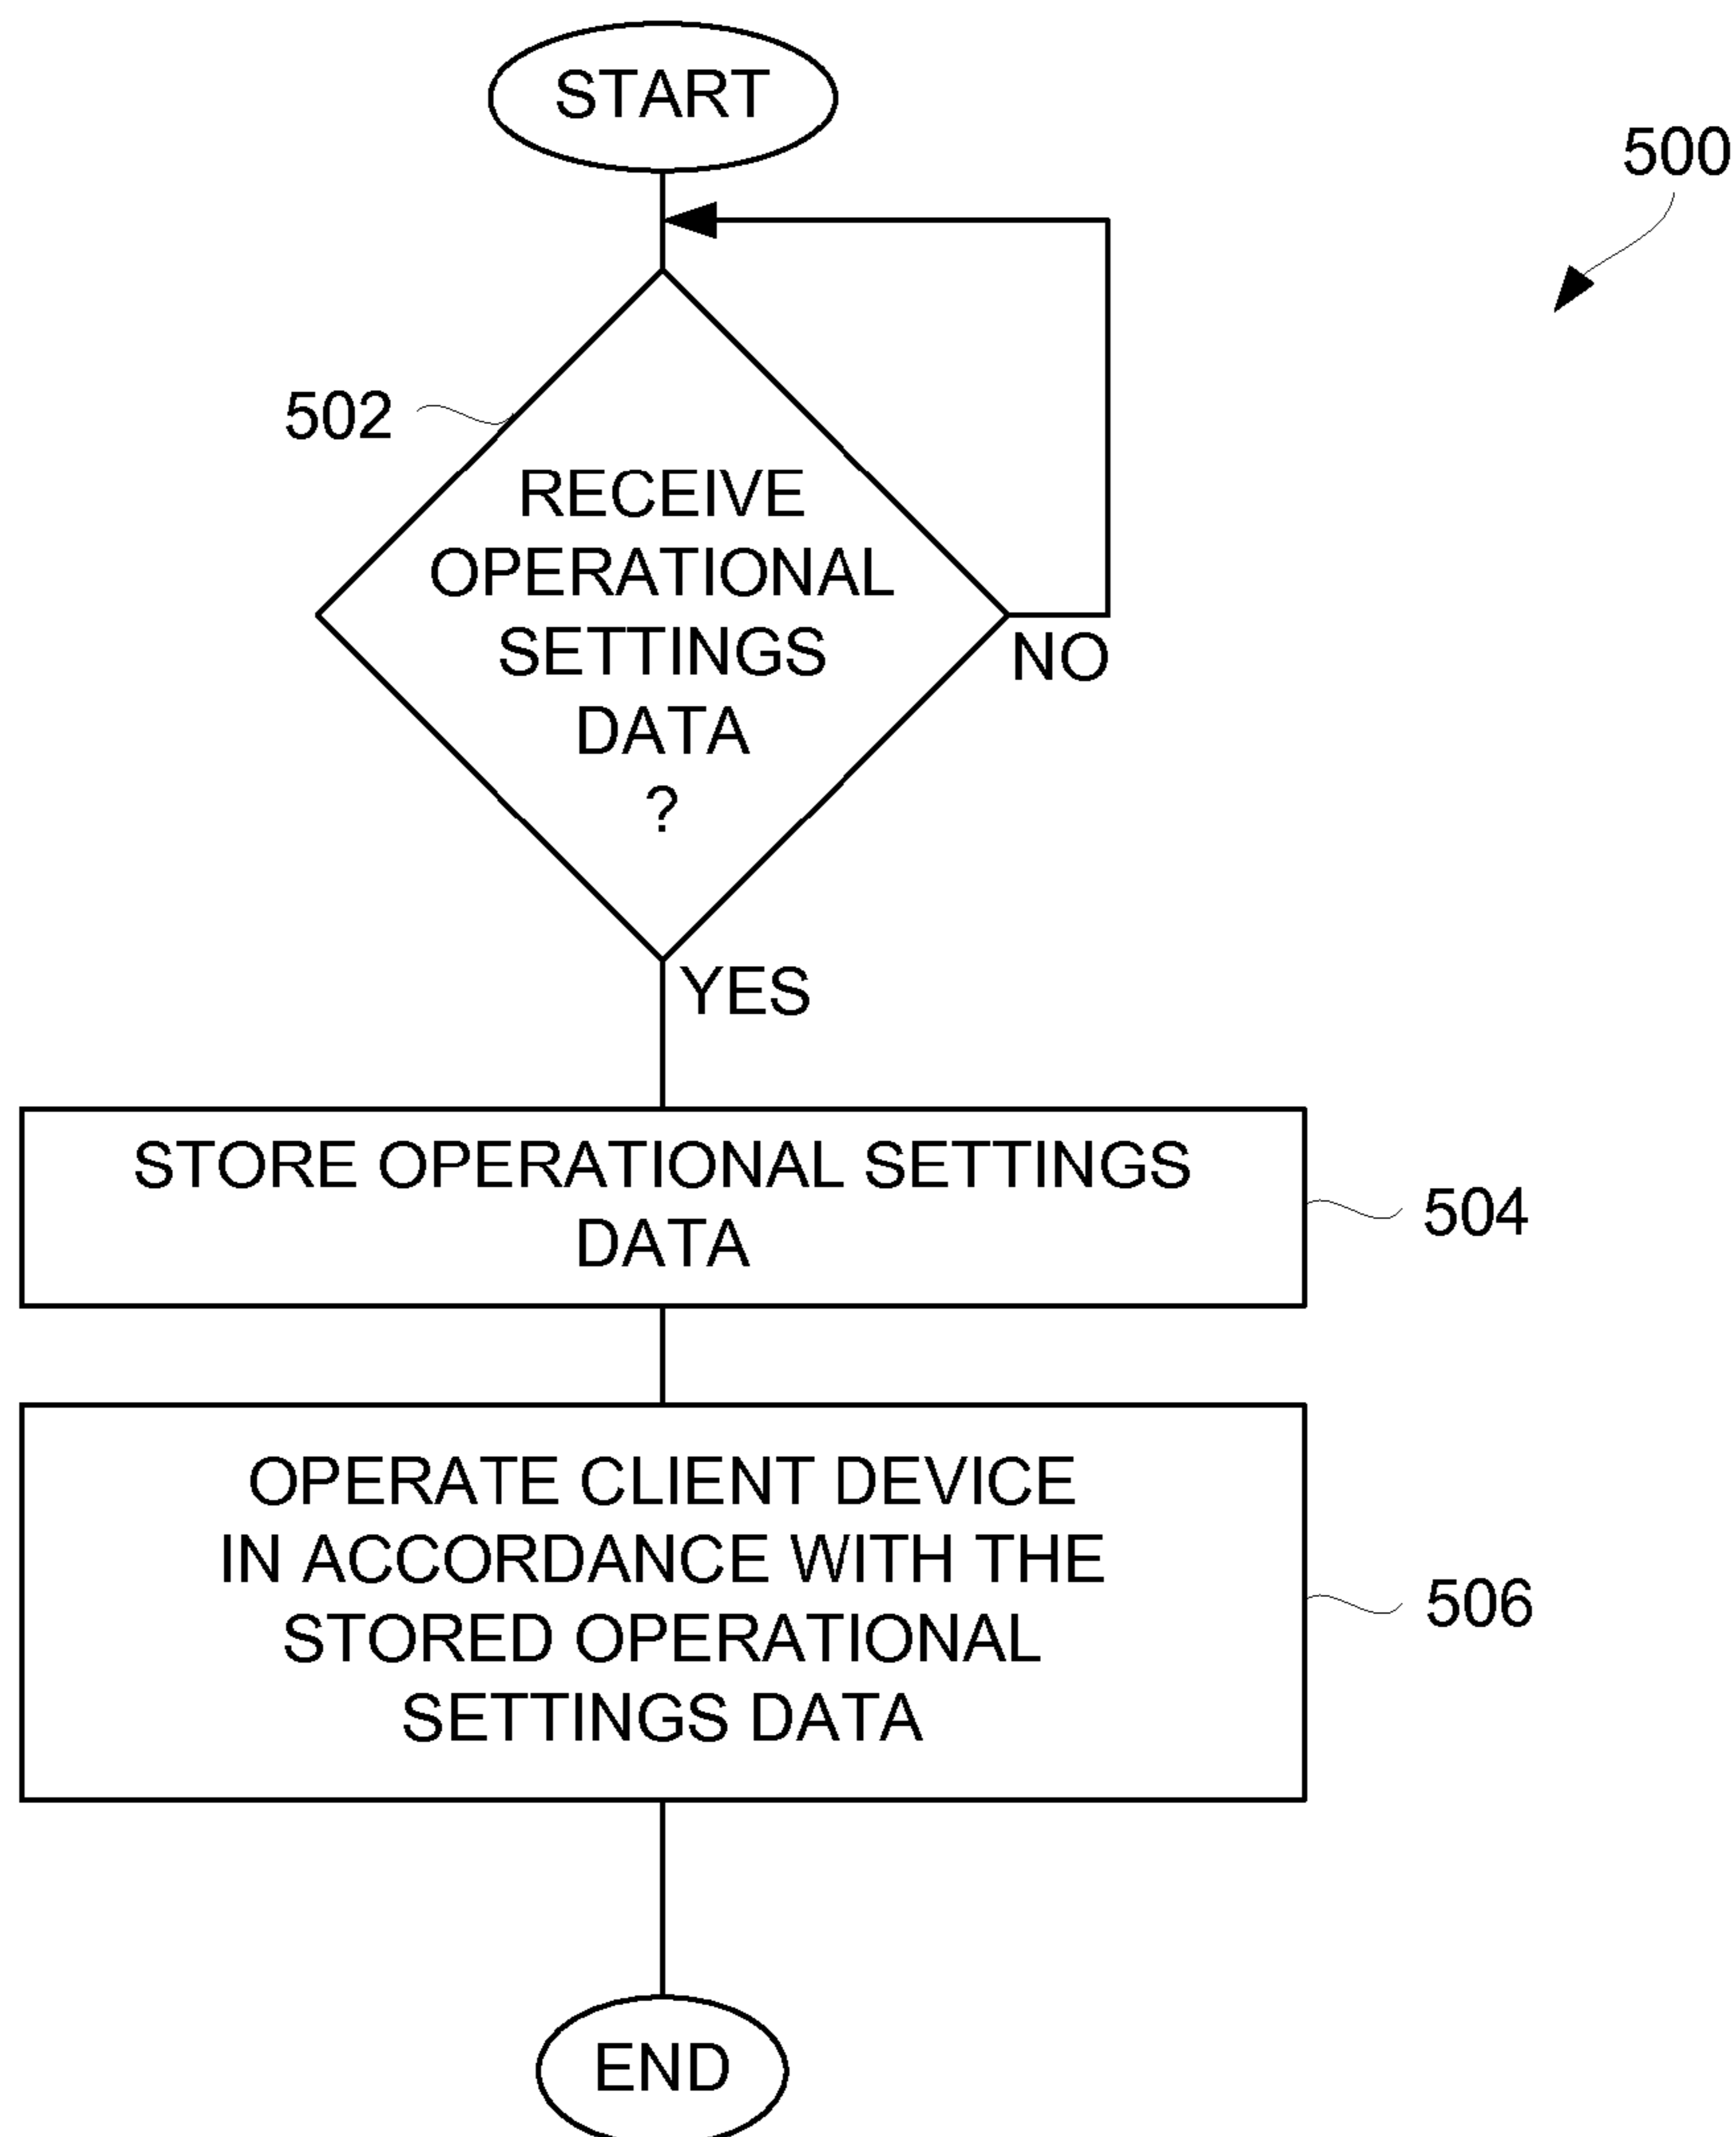 START
500
502
RECEIVE
OPERATIONAL
SETTINGS
DATA
?
NO
YES
STORE OPERATIONAL SETTINGS
DATA
504
OPERATE CLIENT DEVICE
IN ACCORDANCE WITH THE
STORED OPERATIONAL
SETTINGS DATA
506
END